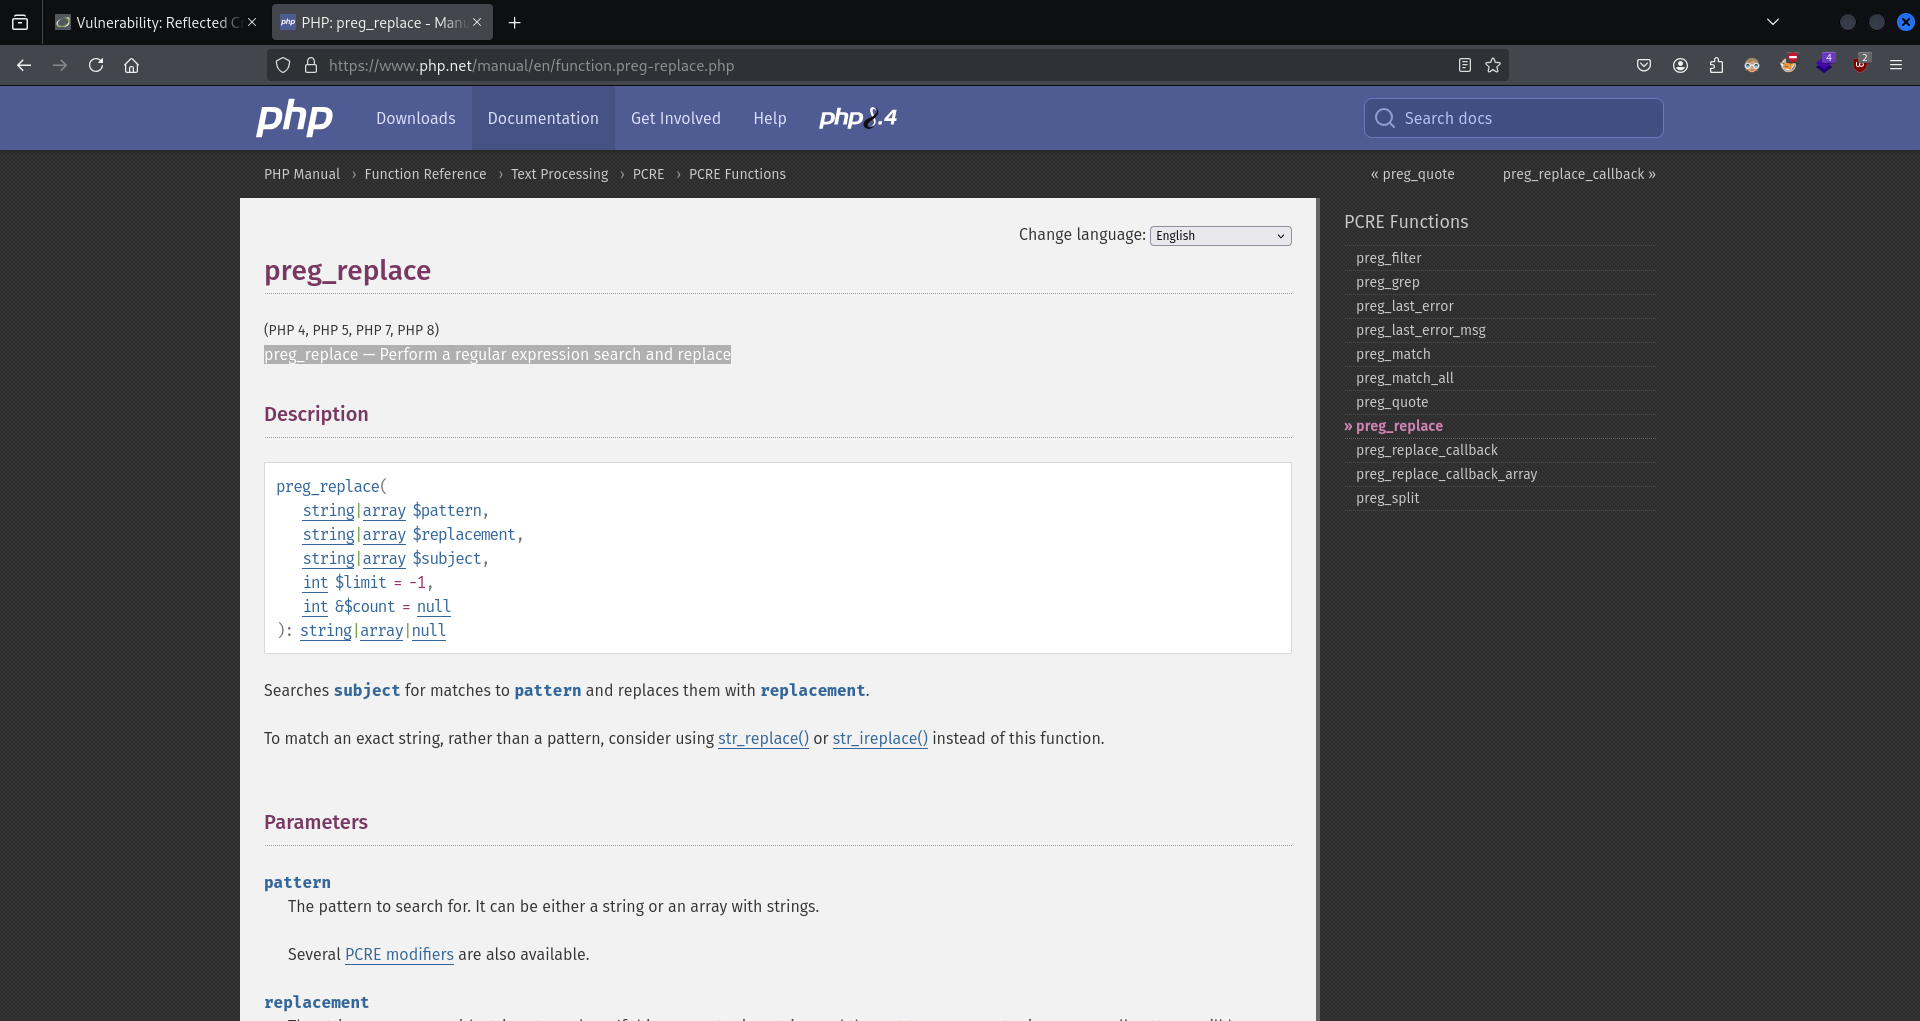 Vulnerability: Reflected C
php PHP: preg_replace - Man
https://www.php.net/manual/en/function.preg-replace.php
4
2
php Downloads Documentation Get Involved Help php8.4 Search docs
PHP Manual › Function Reference › Text Processing › PCRE › PCRE Functions « preg_quote preg_replace_callback »
Change language: English
preg_replace
(PHP 4, PHP 5, PHP 7, PHP 8)
preg_replace — Perform a regular expression search and replace
Description
preg_replace(
string|array $pattern,
string|array $replacement,
string|array $subject,
int $limit = -1,
int &$count = null
): string|array|null
Searches subject for matches to pattern and replaces them with replacement.
To match an exact string, rather than a pattern, consider using str_replace() or str_ireplace() instead of this function.
Parameters
pattern
The pattern to search for. It can be either a string or an array with strings.
Several PCRE modifiers are also available.
replacement
PCRE Functions
preg_filter
preg_grep
preg_last_error
preg_last_error_msg
preg_match
preg_match_all
preg_quote
» preg_replace
preg_replace_callback
preg_replace_callback_array
preg_split